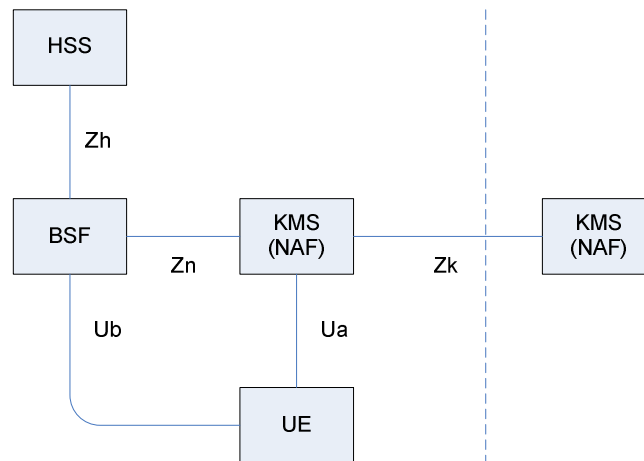 HSS
Zh
BSF
Zn
KMS
(NAF)
Zk
KMS
(NAF)
Ub
Ua
UE